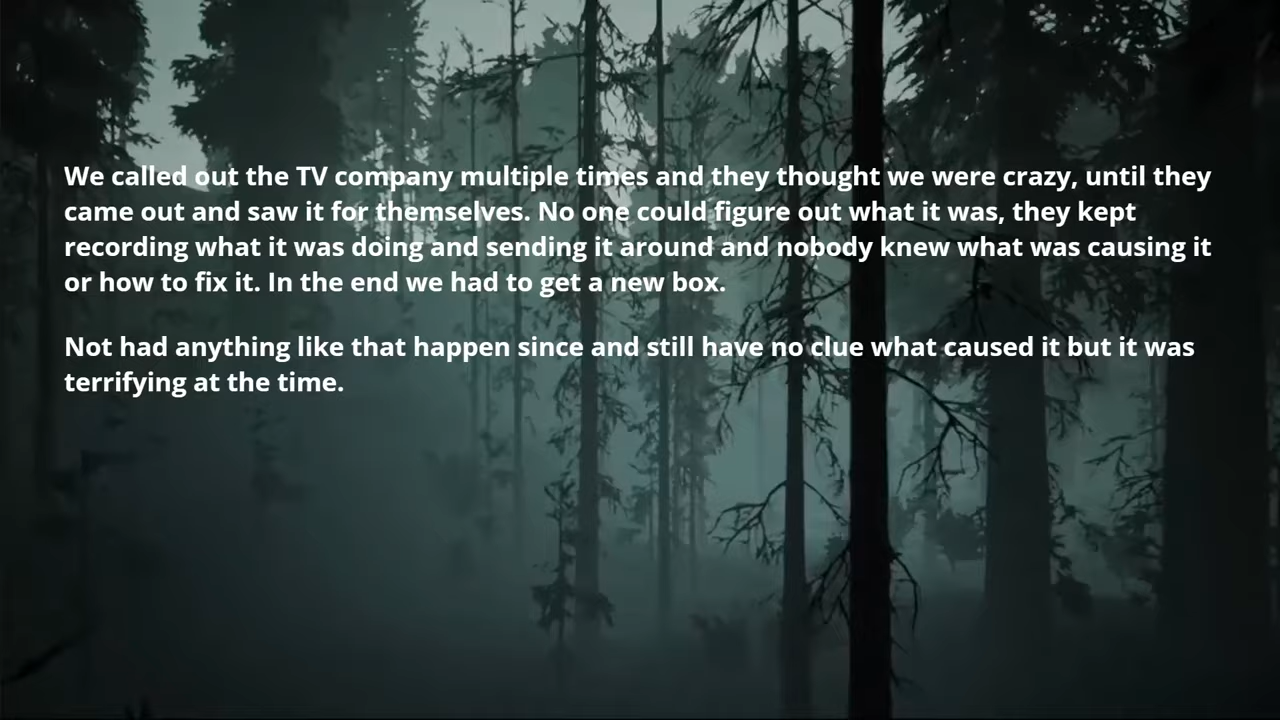 We called out the TV company multiple times and they thought we were crazy, until they
came out and saw it for themselves. No one could figure out what it was, they kept
recording what it was doing and sending it around and nobody knew what was causing it
or how to fix it. In the end we had to get a new box.
Not had anything like that happen since and still have no clue what caused it but it was
terrifying at the time.